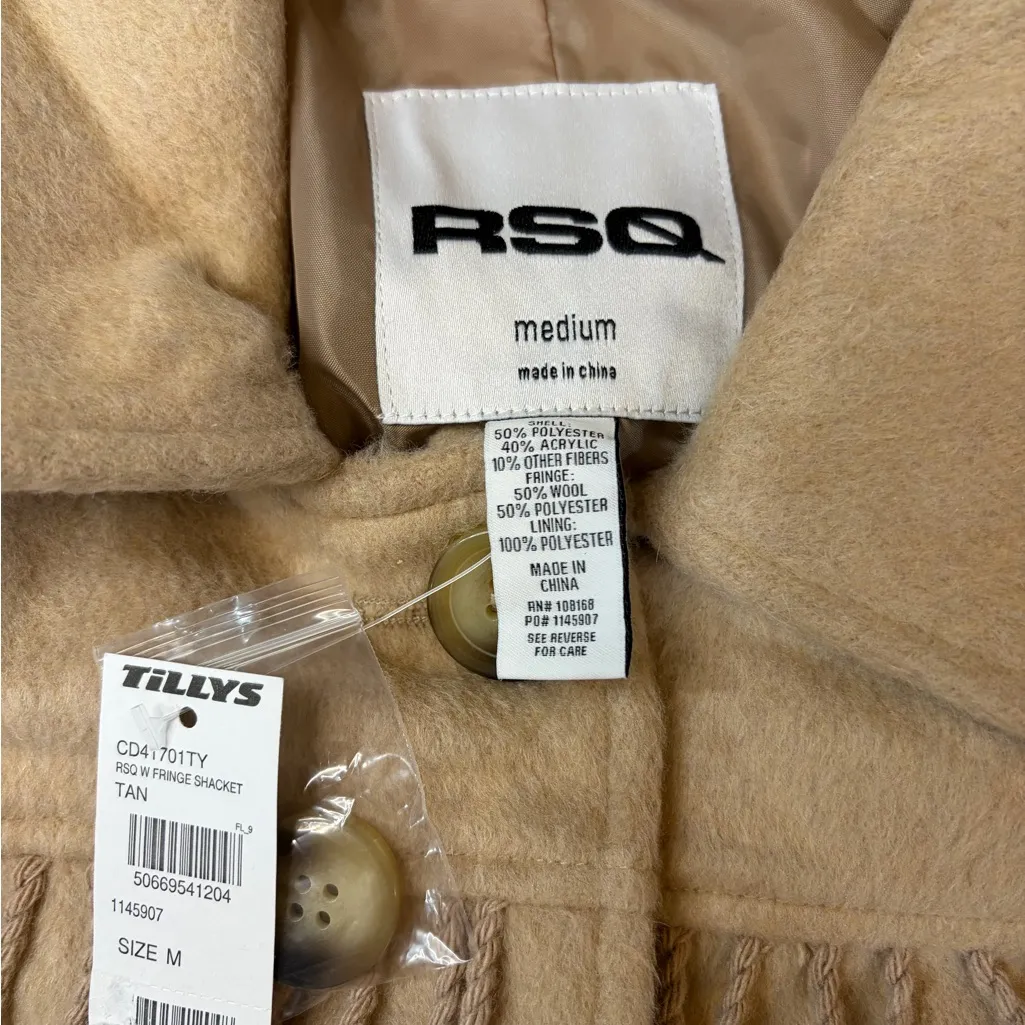 RSQ
medium
made in china
SHELL:
50% POLYESTER
40% ACRYLIC
10% OTHER FIBERS
FRINGE:
50% WOOL
50% POLYESTER
LINING:
100% POLYESTER
MADE IN
CHINA
RN# 108168
PO# 1145907
SEE REVERSE
FOR CARE
TiLLYS
CD41701TY
RSQ W FRINGE SHACKET
TAN
FL_9
50669541204
1145907
SIZE M